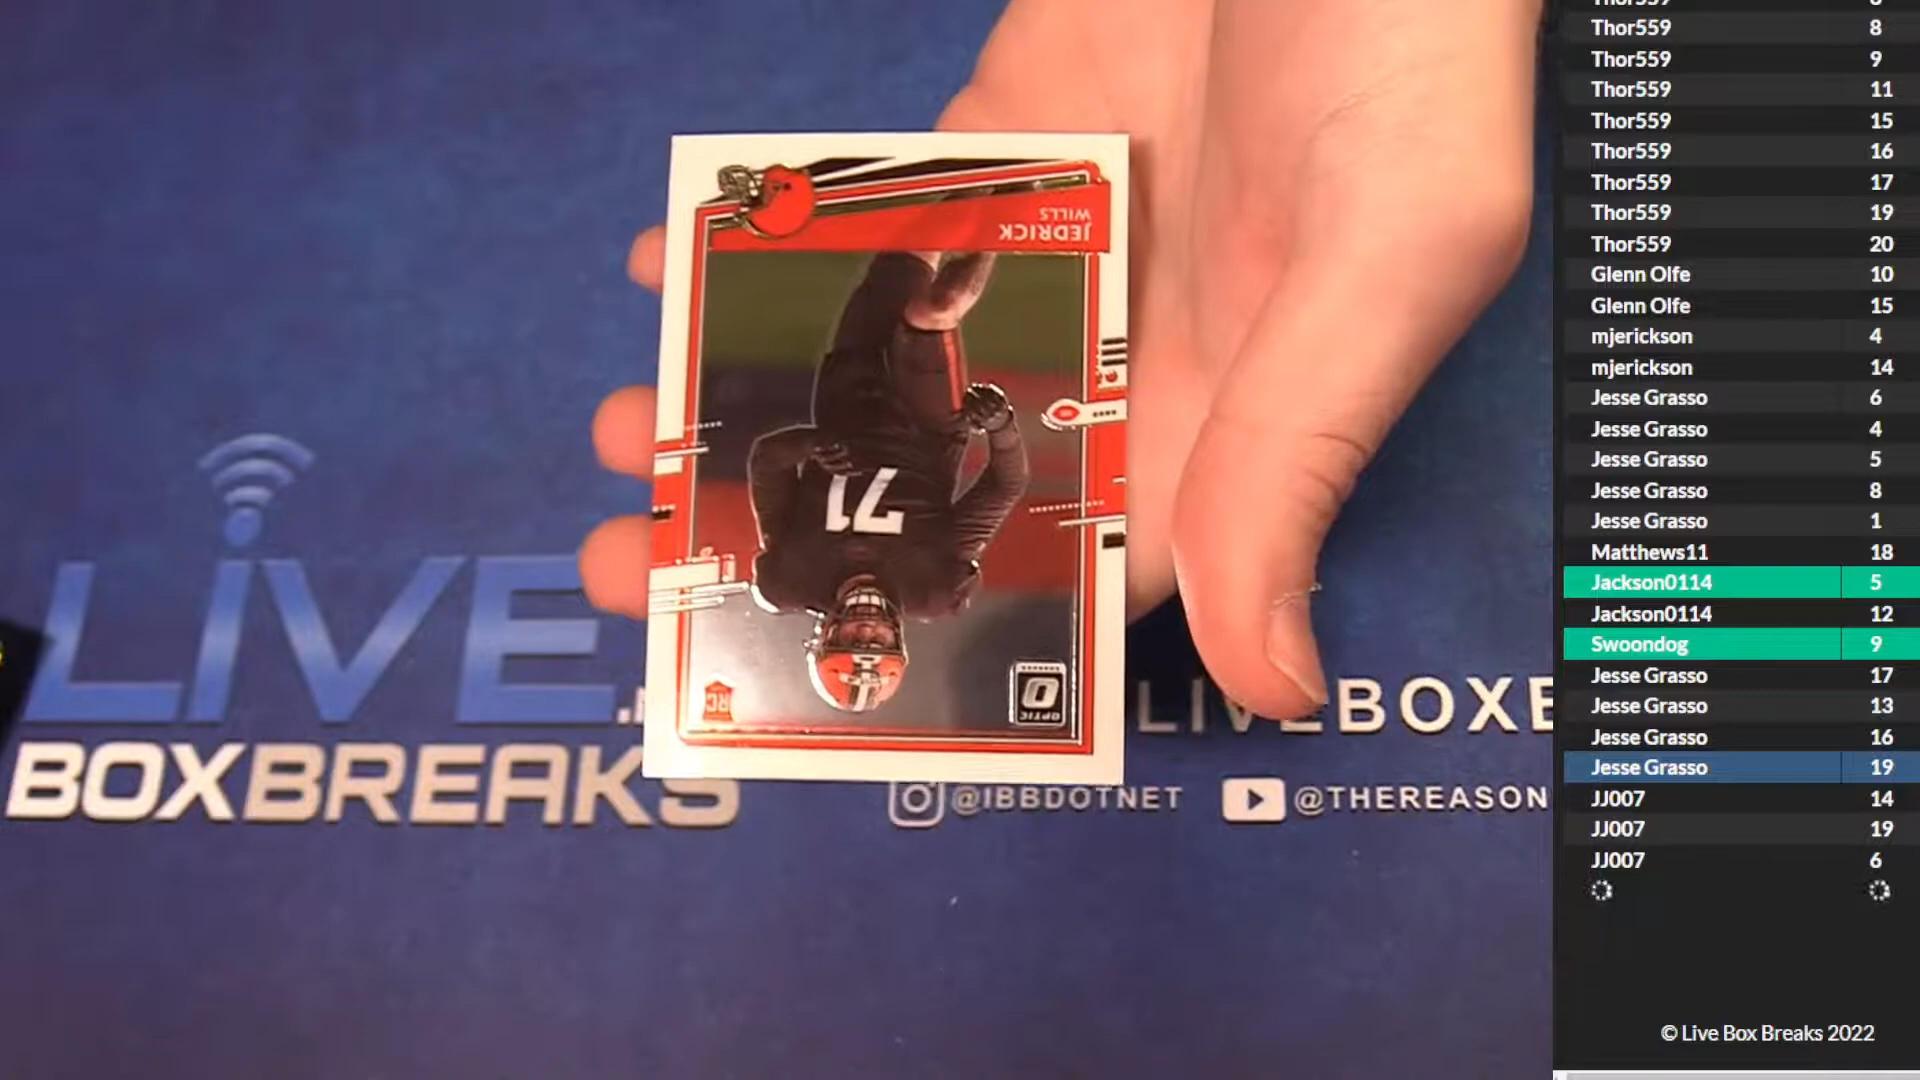 Thor559 8
Thor559 9
Thor559 11
Thor559 15
Thor559 16
Thor559 17
Thor559 19
Thor559 20
Glenn Olfe 10
Glenn Olfe 15
mjerickson 4
mjerickson 14
Jesse Grasso 6
Jesse Grasso 4
Jesse Grasso 5
Jesse Grasso 8
Jesse Grasso 1
Matthews11 18
Jackson0114 5
Jackson0114 12
Swoondog 9
Jesse Grasso 17
Jesse Grasso 13
Jesse Grasso 16
Jesse Grasso 19
JJ007 14
JJ007 19
JJ007 6
© Live Box Breaks 2022
JEDRICK
WILLS
71
RC
O
OPTIC
LIVE
BOXBREAKS
LIVEBOXB
@IBBDOTNET
@THEREASON